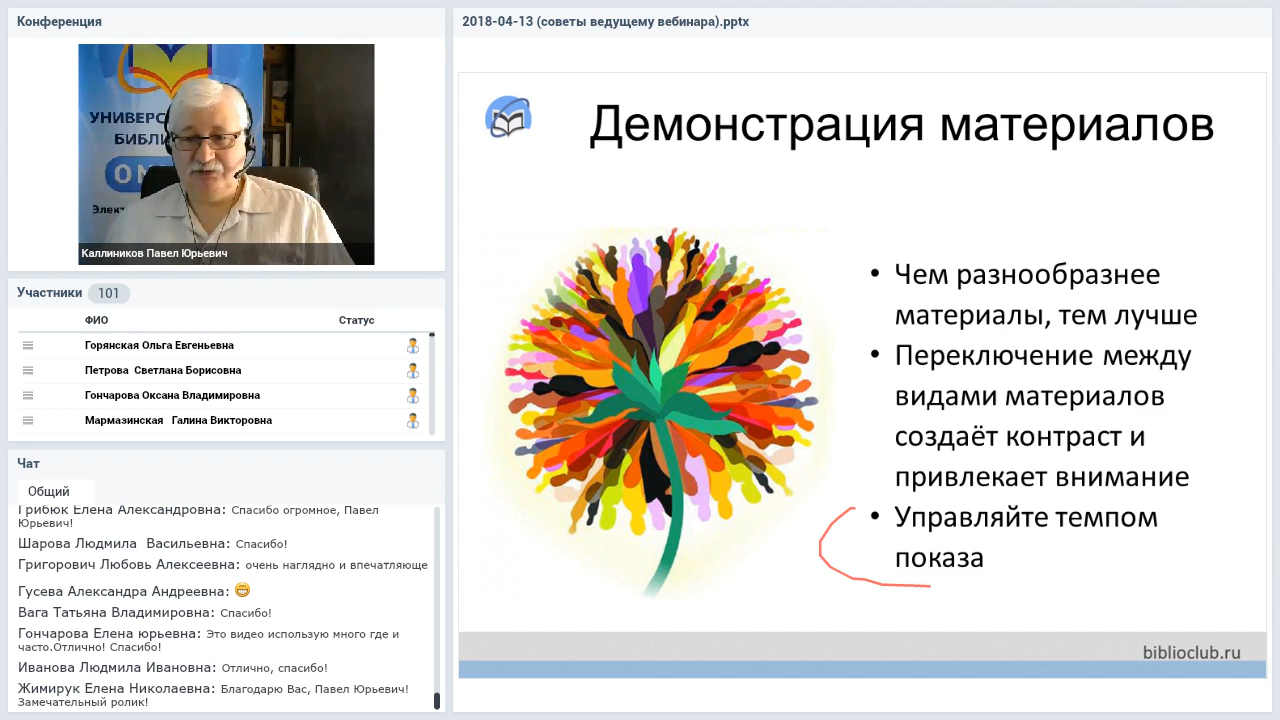 Конференция
УНИВЕРС
БИБЛИ
Каллиников Павел Юрьевич
Участники 101
ФИО Статус
Горянская Ольга Евгеньевна
Петрова Светлана Борисовна
Гончарова Оксана Владимировна
Мармазинская Галина Викторовна
Чат
Общий
Грибюк Елена Александровна: Спасибо огромное, Павел
Юрьевич!
Шарова Людмила Васильевна: Спасибо!
Григорович Любовь Алексеевна: очень наглядно и впечатляюще
Гусева Александра Андреевна:
Вага Татьяна Владимировна: Спасибо!
Гончарова Елена юрьевна: Это видео использую много где и
часто.Отлично! Спасибо!
Иванова Людмила Ивановна: Отлично, спасибо!
Жимирук Елена Николаевна: Благодарю Вас, Павел Юрьевич!
Замечательный ролик!
2018-04-13 (советы ведущему вебинара).pptx
Демонстрация материалов
• Чем разнообразнее
материалы, тем лучше
• Переключение между
видами материалов
создаёт контраст и
привлекает внимание
• Управляйте темпом
показа
biblioclub.ru